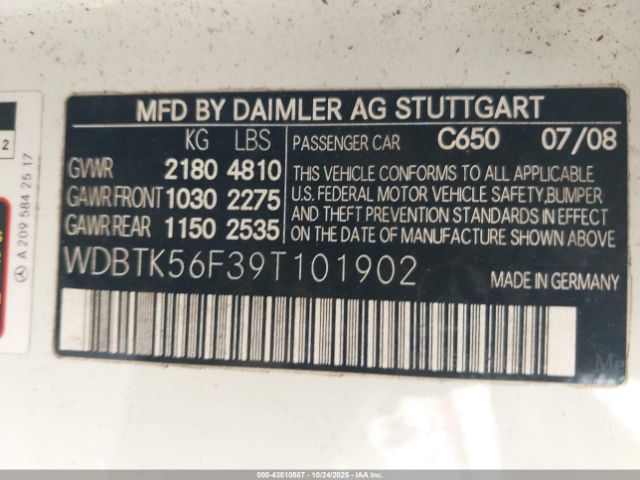 MFD BY DAIMLER AG STUTTGART
KG LBS PASSENGER CAR C650 07/08
GVWR 2180 4810
GAWR FRONT 1030 2275
GAWR REAR 1150 2535
THIS VEHICLE CONFORMS TO ALL APPLICABLE
U.S. FEDERAL MOTOR VEHICLE SAFETY, BUMPER
AND THEFT PREVENTION STANDARDS IN EFFECT
ON THE DATE OF MANUFACTURE SHOWN ABOVE
WDBTK56F39T101902
MADE IN GERMANY
2
A 209 584 25 17
Me
000-43510587 - 10/24/2025 - IAAI INC.